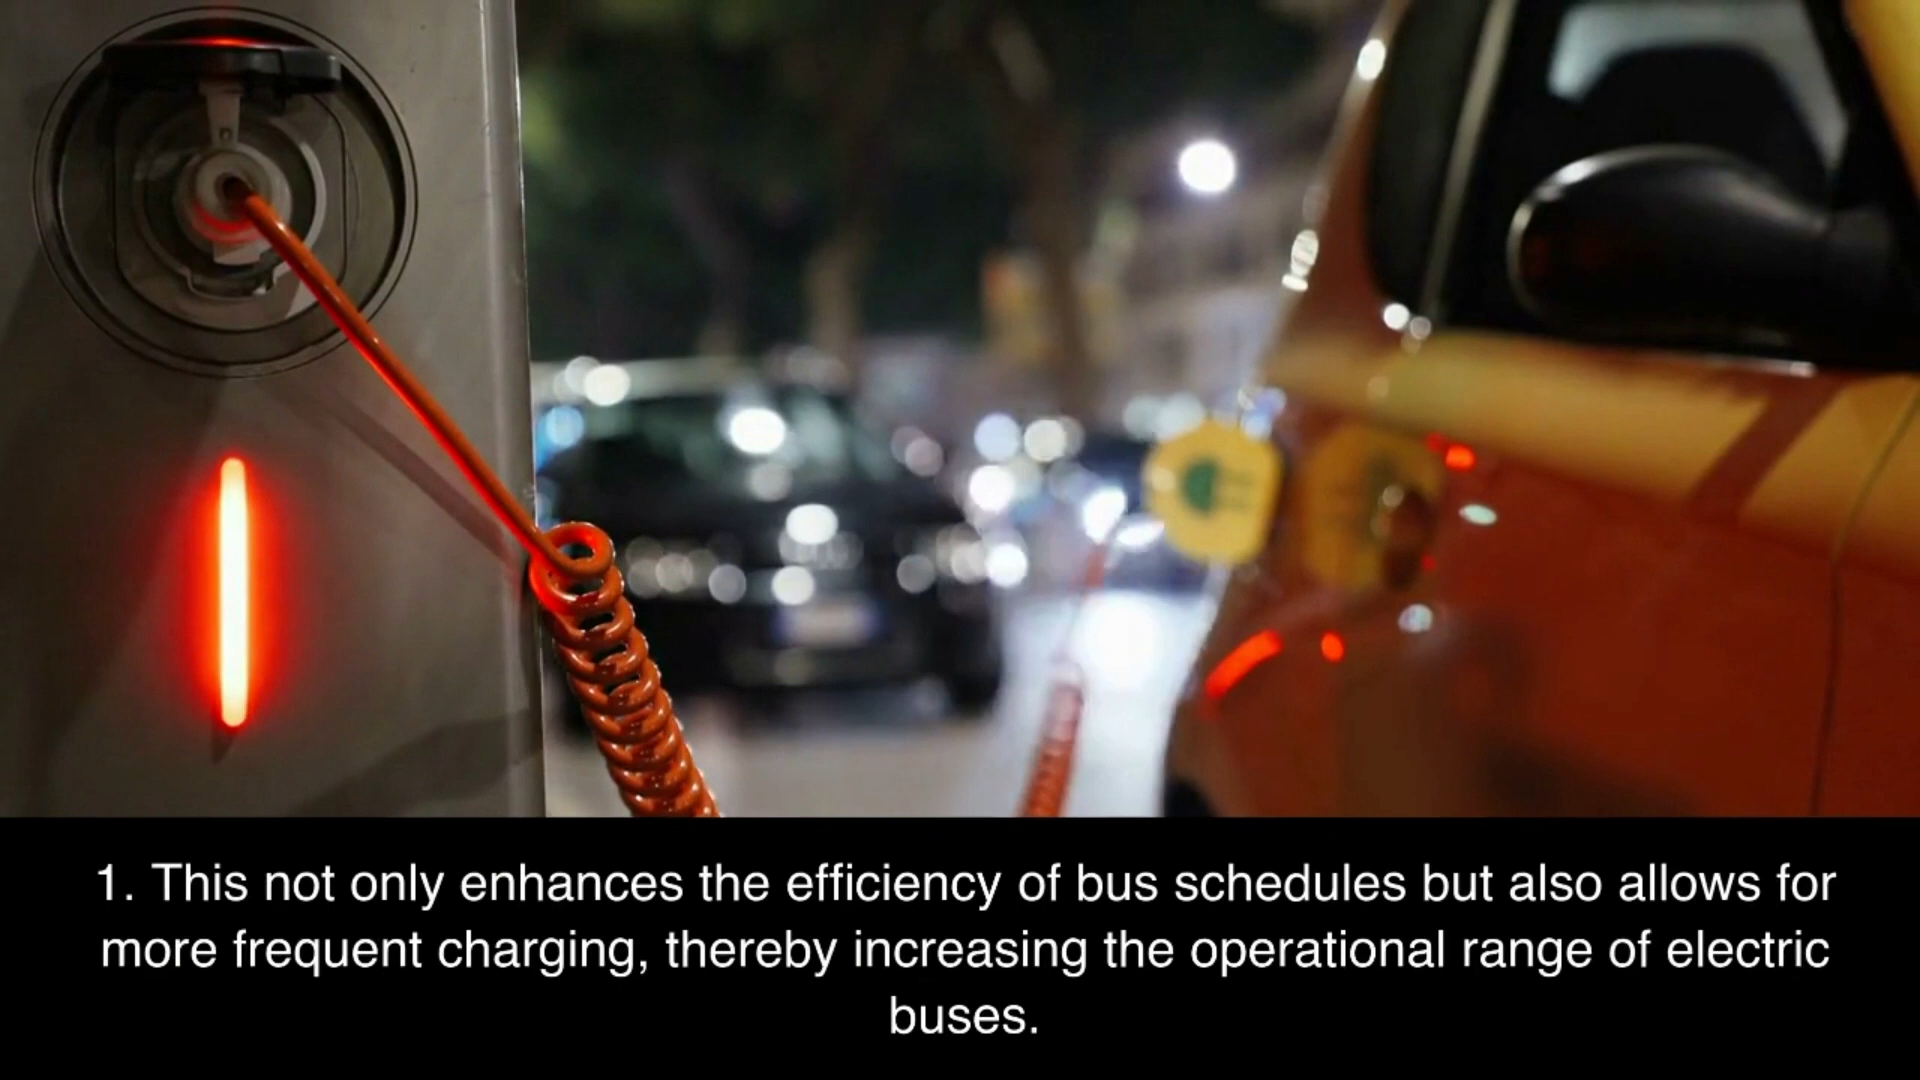 1. This not only enhances the efficiency of bus schedules but also allows for
more frequent charging, thereby increasing the operational range of electric
buses.